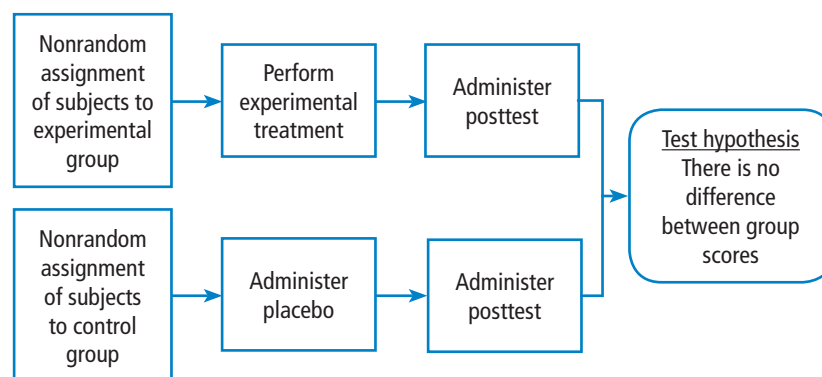 Nonrandom
assignment
of subjects to
experimental
group
Perform
experimental
treatment
Administer
posttest
Nonrandom
assignment
of subjects
to control
group
Administer
placebo
Administer
posttest
Test hypothesis
There is no
difference
between group
scores